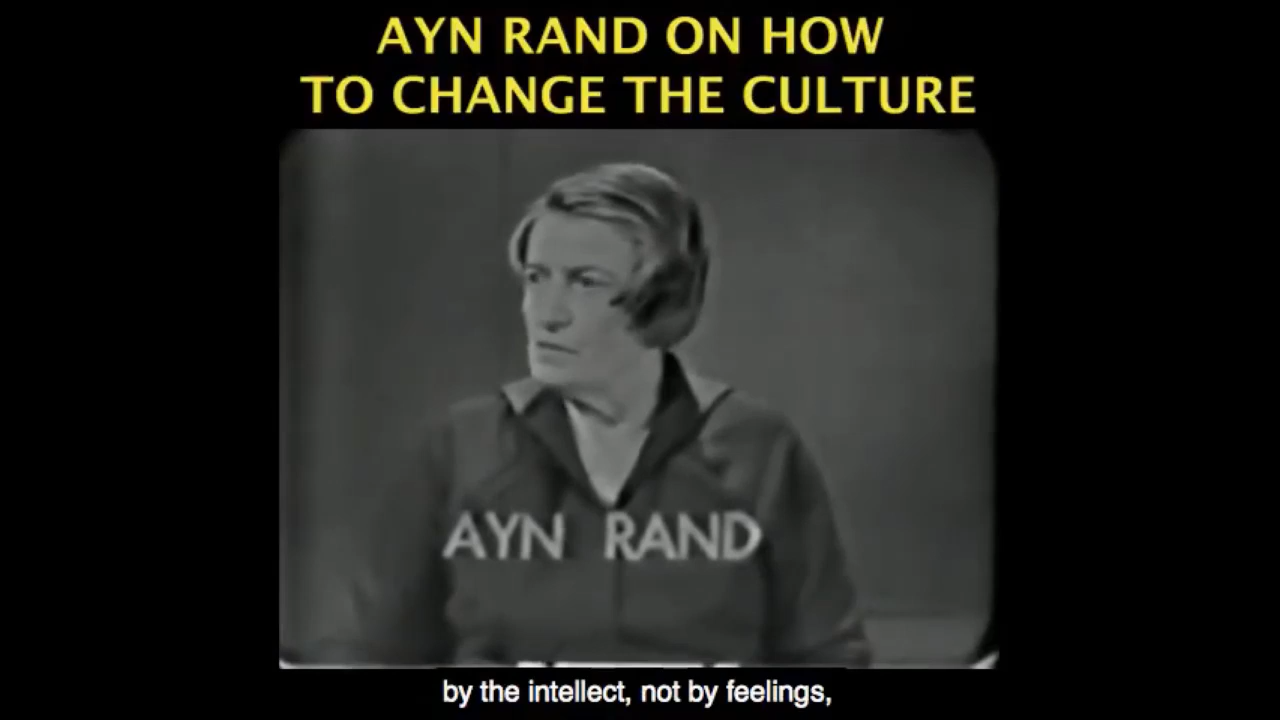 AYN RAND ON HOW
TO CHANGE THE CULTURE
AYN RAND
by the intellect, not by feelings,